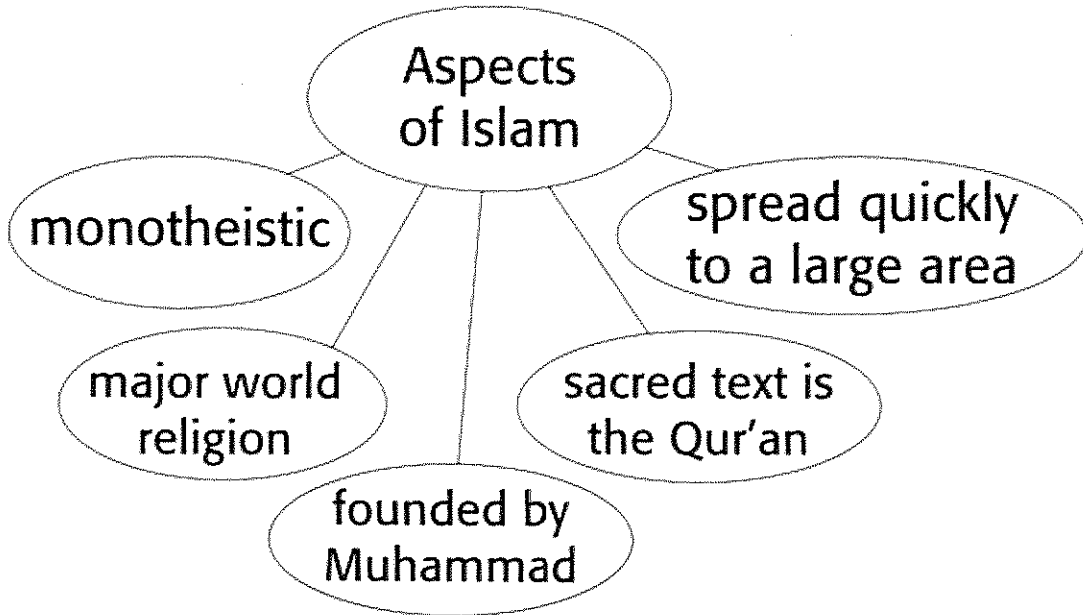 Aspects
of Islam
monotheistic
spread quickly
to a large area
major world
religion
sacred text is
the Qur'an
founded by
Muhammad